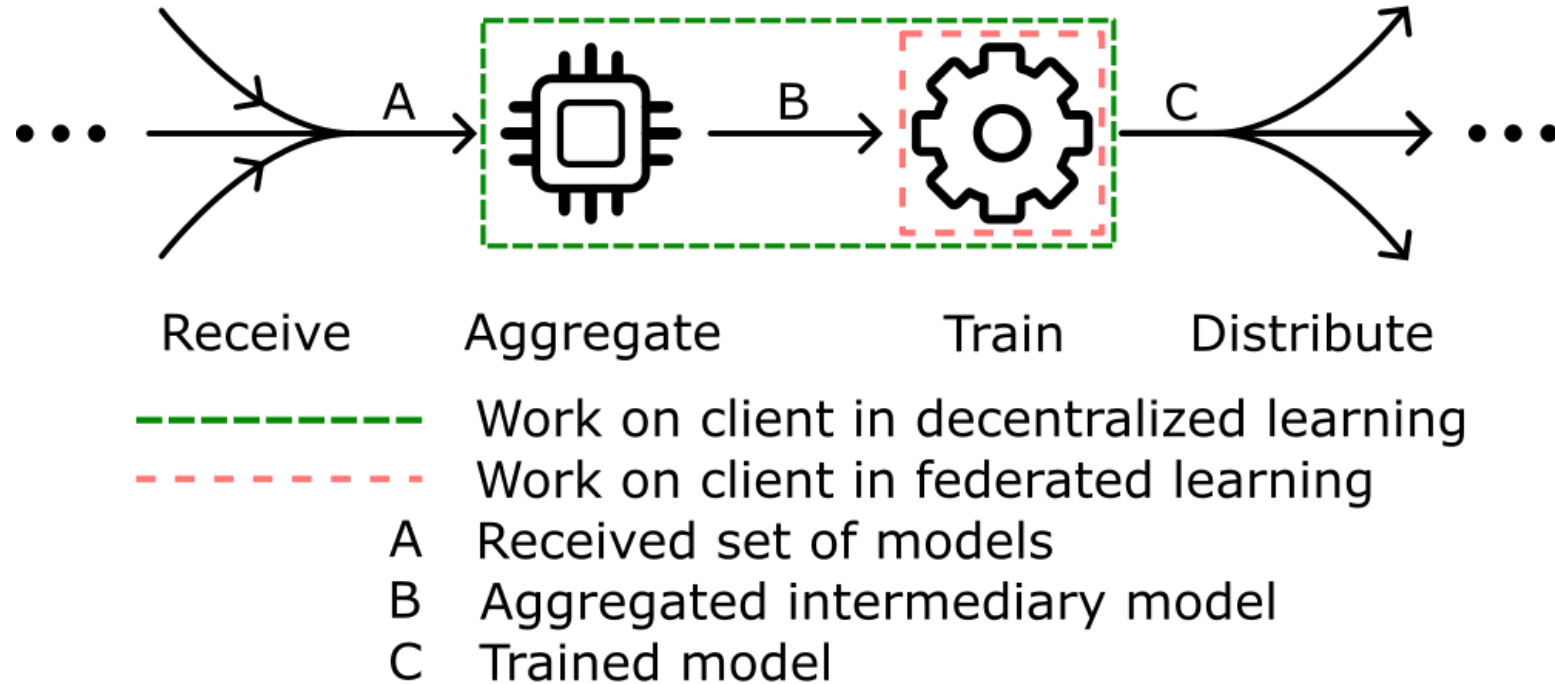 A B C
Receive Aggregate Train Distribute
Work on client in decentralized learning
Work on client in federated learning
A Received set of models
B Aggregated intermediary model
C Trained model